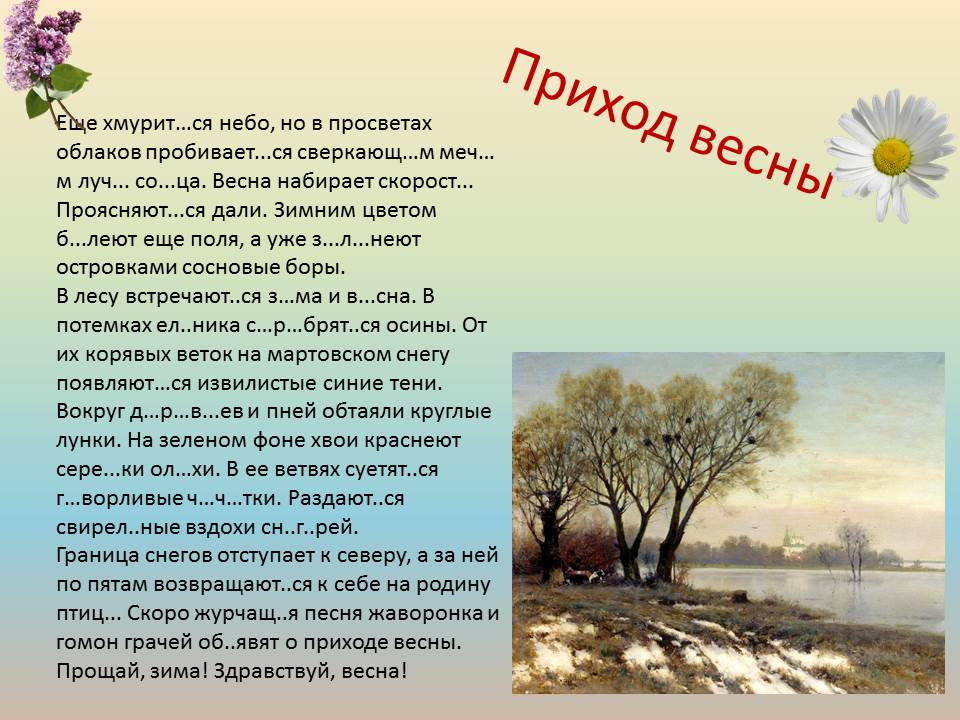 Приход весны
Еще хмурит...ся небо, но в просветах
облаков пробивает...ся сверкающ...м меч...
м луч... со...ца. Весна набирает скорост...
Проясняют...ся дали. Зимним цветом
б...леют еще поля, а уже з...л...неют
островками сосновые боры.
В лесу встречают..ся з...ма и в...сна. В
потемках ел..ника с...р...брят..ся осины. От
их корявых веток на мартовском снегу
появляют...ся извилистые синие тени.
Вокруг д...р...в...ев и пней обтаяли круглые
лунки. На зеленом фоне хвои краснеют
сере...ки ол...хи. В ее ветвях суетят..ся
г...ворливые ч...ч...тки. Раздают..ся
свирел..ные вздохи сн..г..рей.
Граница снегов отступает к северу, а за ней
по пятам возвращают..ся к себе на родину
птиц... Скоро журчащ..я песня жаворонка и
гомон грачей об..явят о приходе весны.
Прощай, зима! Здравствуй, весна!